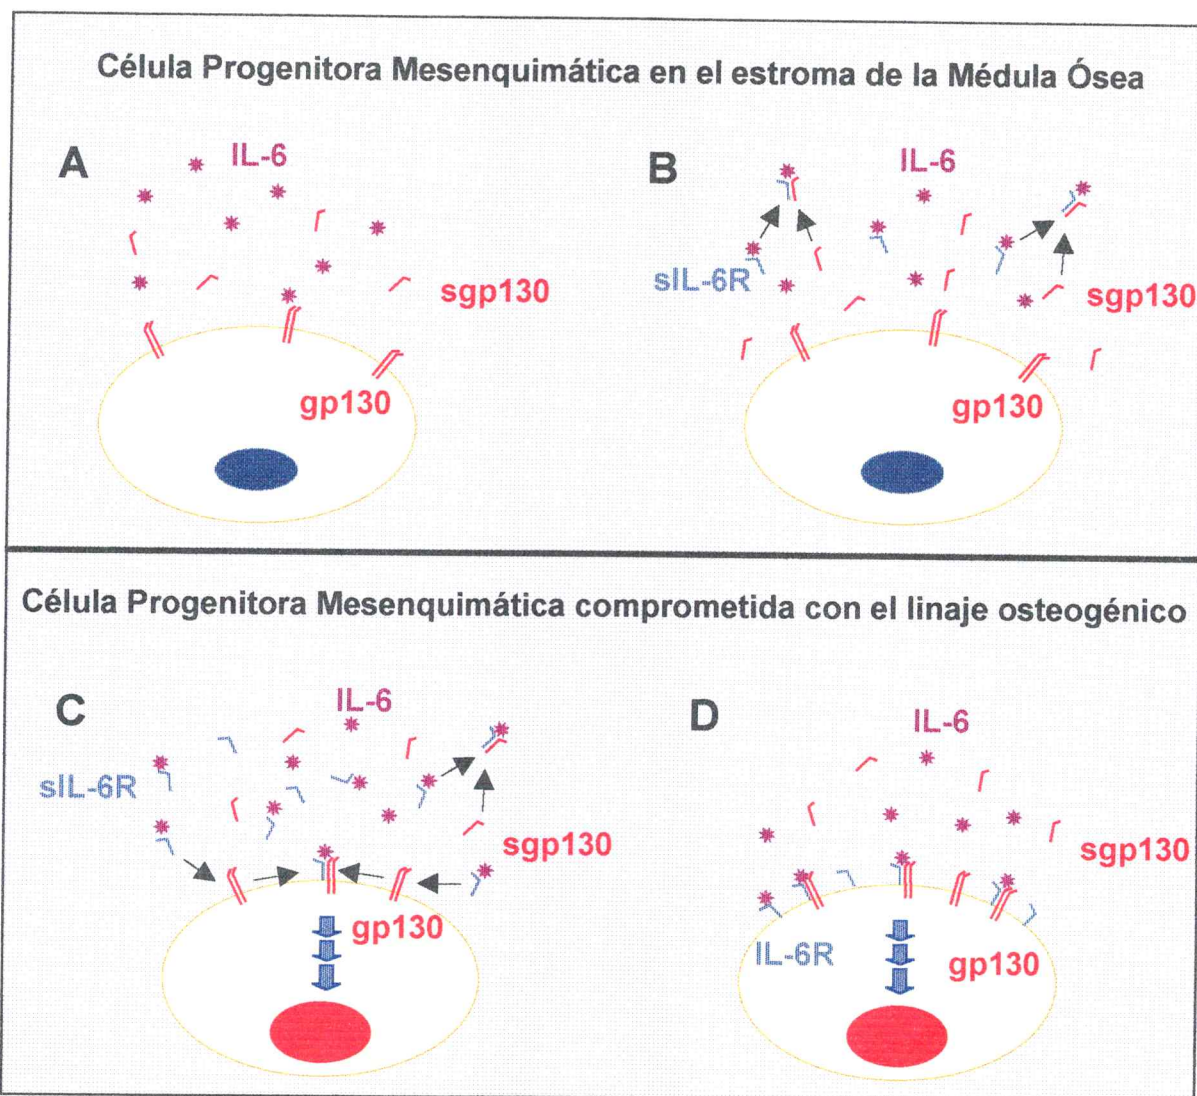 Célula Progenitora Mesenquimática en el estroma de la Médula Ósea
A
IL-6
sgp130
gp130
B
IL-6
sIL-6R
sgp130
gp130
Célula Progenitora Mesenquimática comprometida con el linaje osteogénico
C
IL-6
sIL-6R
sgp130
gp130
D
IL-6
sgp130
IL-6R
gp130